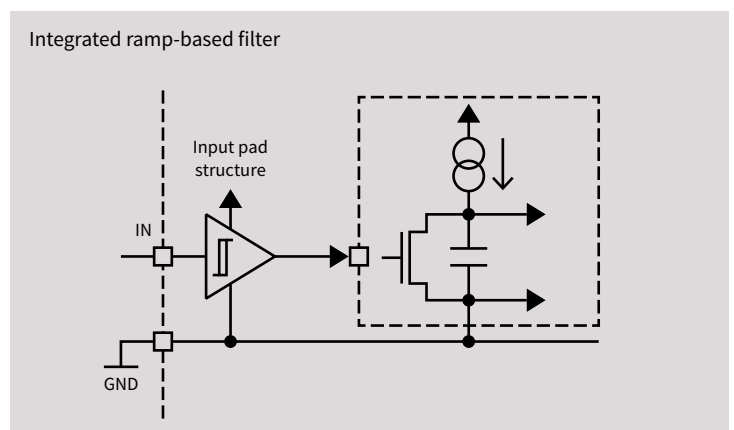 Integrated ramp-based filter
Input pad
structure
IN
GND